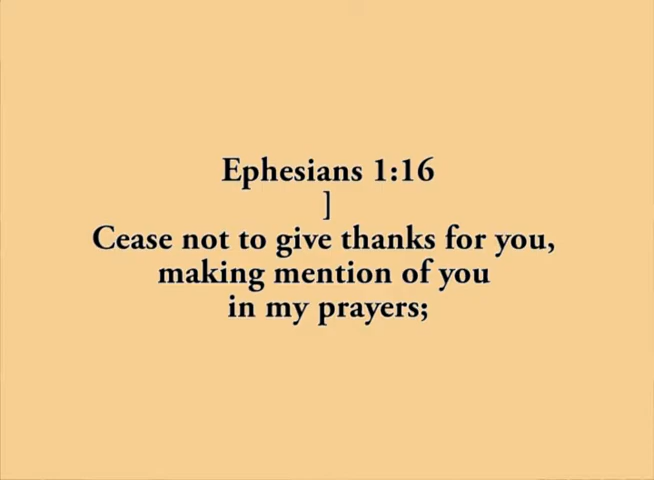 Ephesians 1:16
]
Cease not to give thanks for you,
making mention of you
in my prayers;